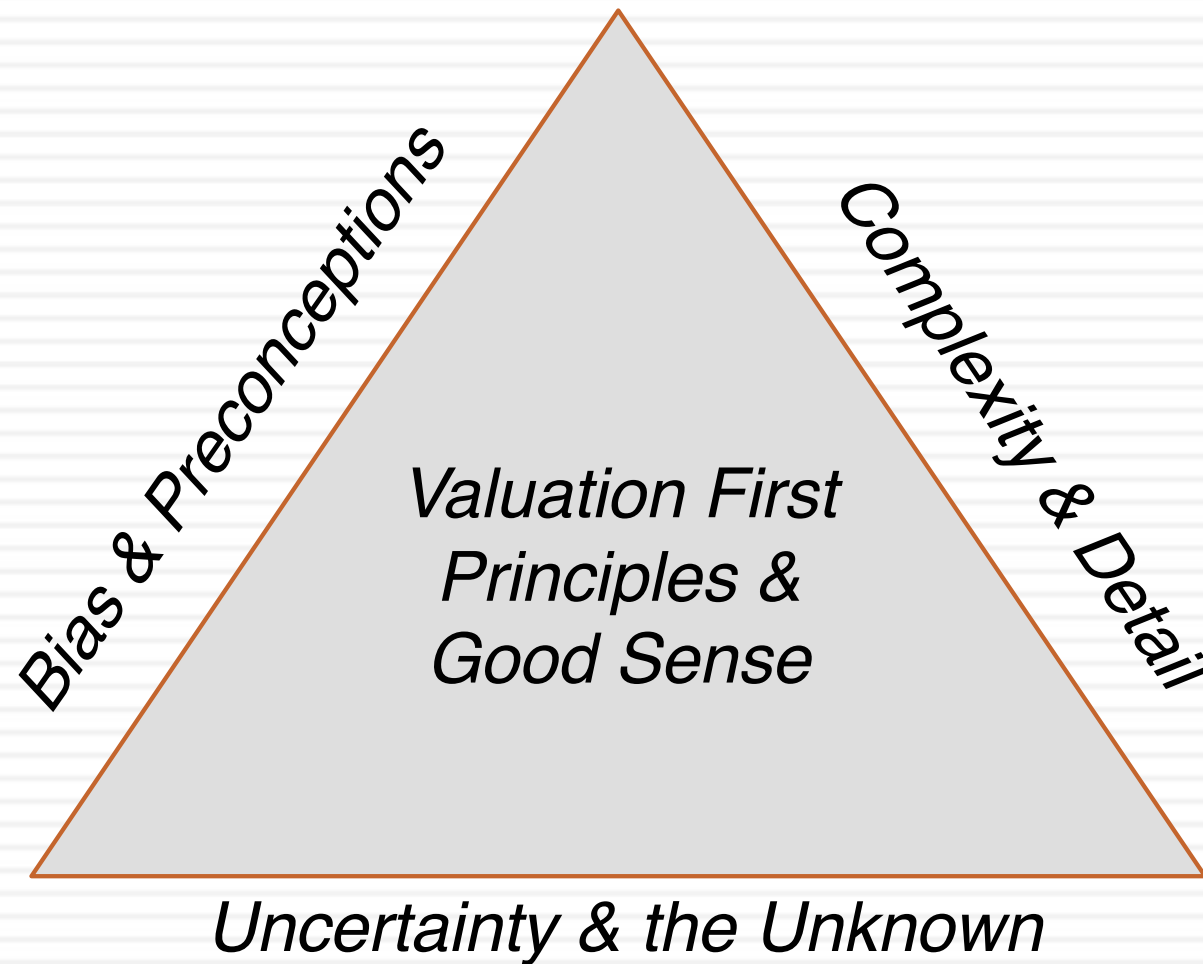 Bias & Preconceptions
Complexity & Detail
Valuation First
Principles &
Good Sense
Uncertainty & the Unknown